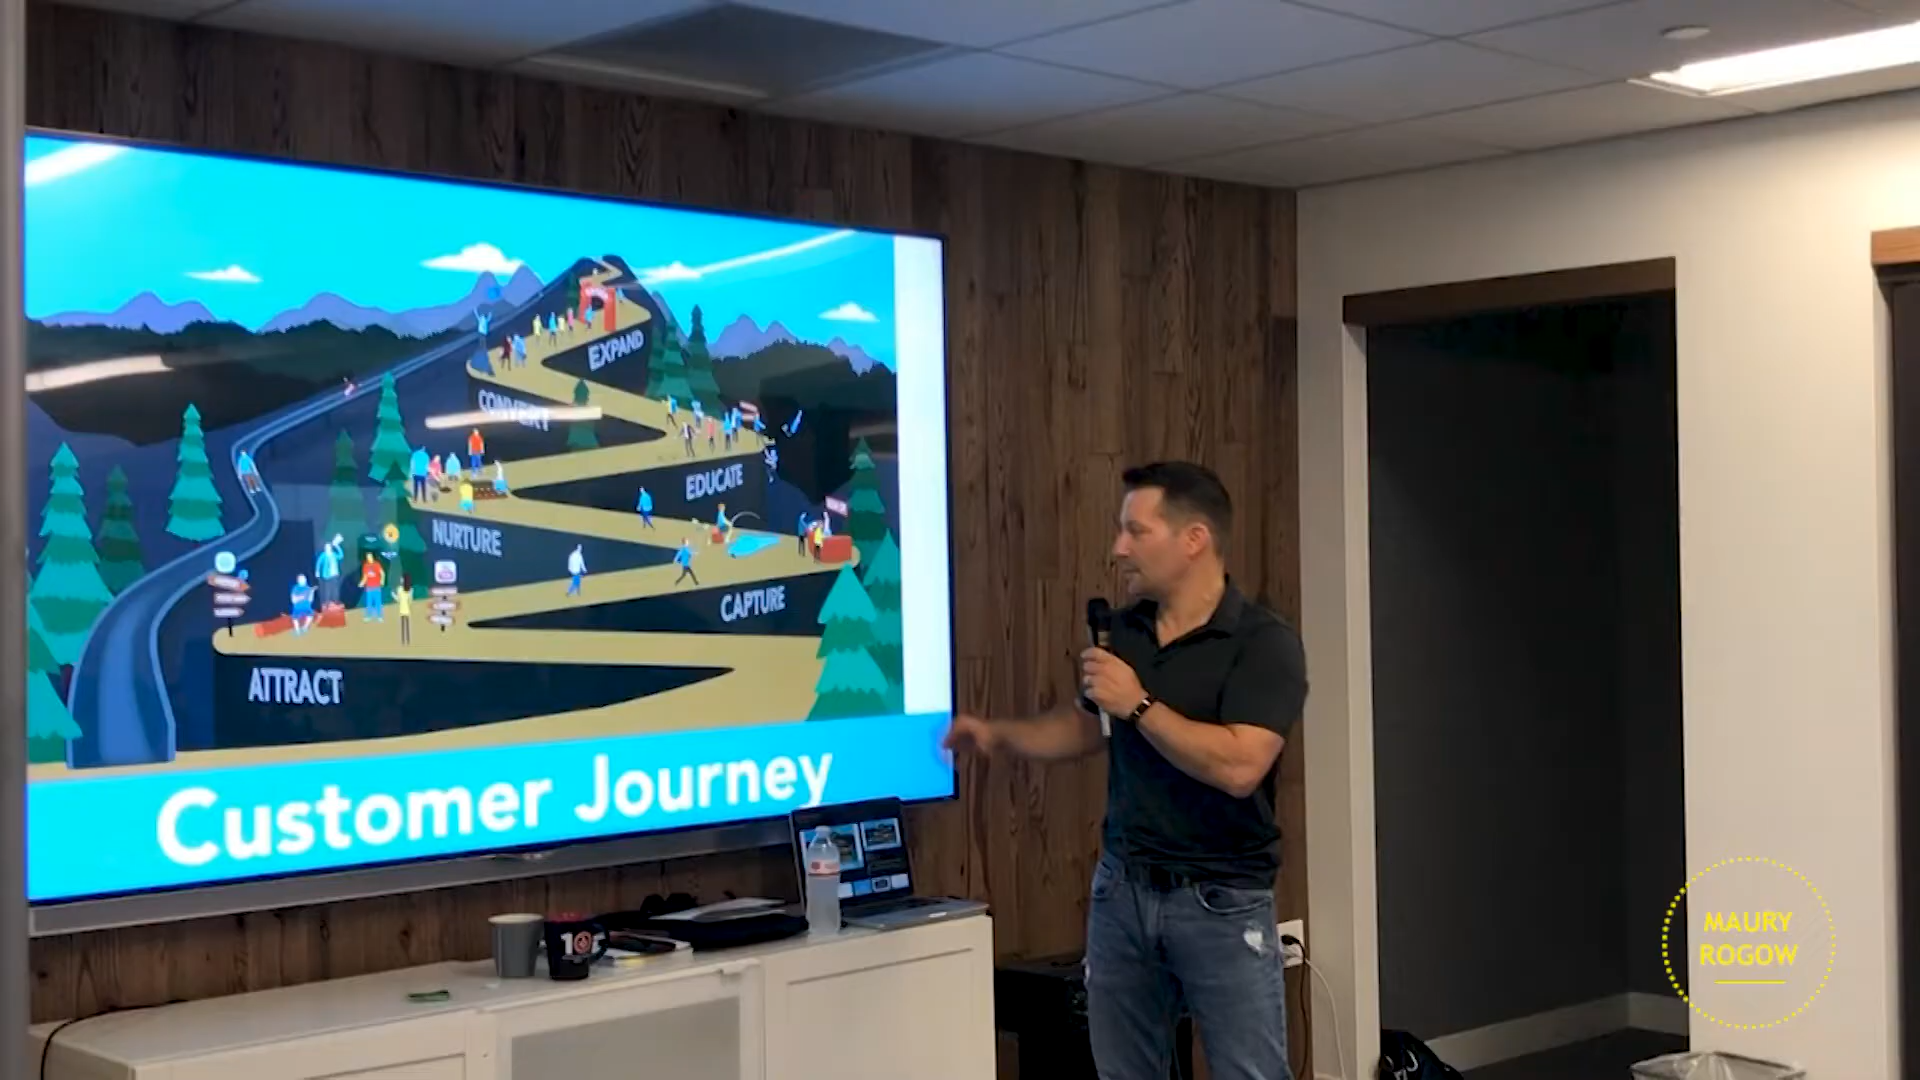 EXPAND
CONVERT
EDUCATE
NURTURE
CAPTURE
ATTRACT
Customer Journey
MAURY
ROGOW